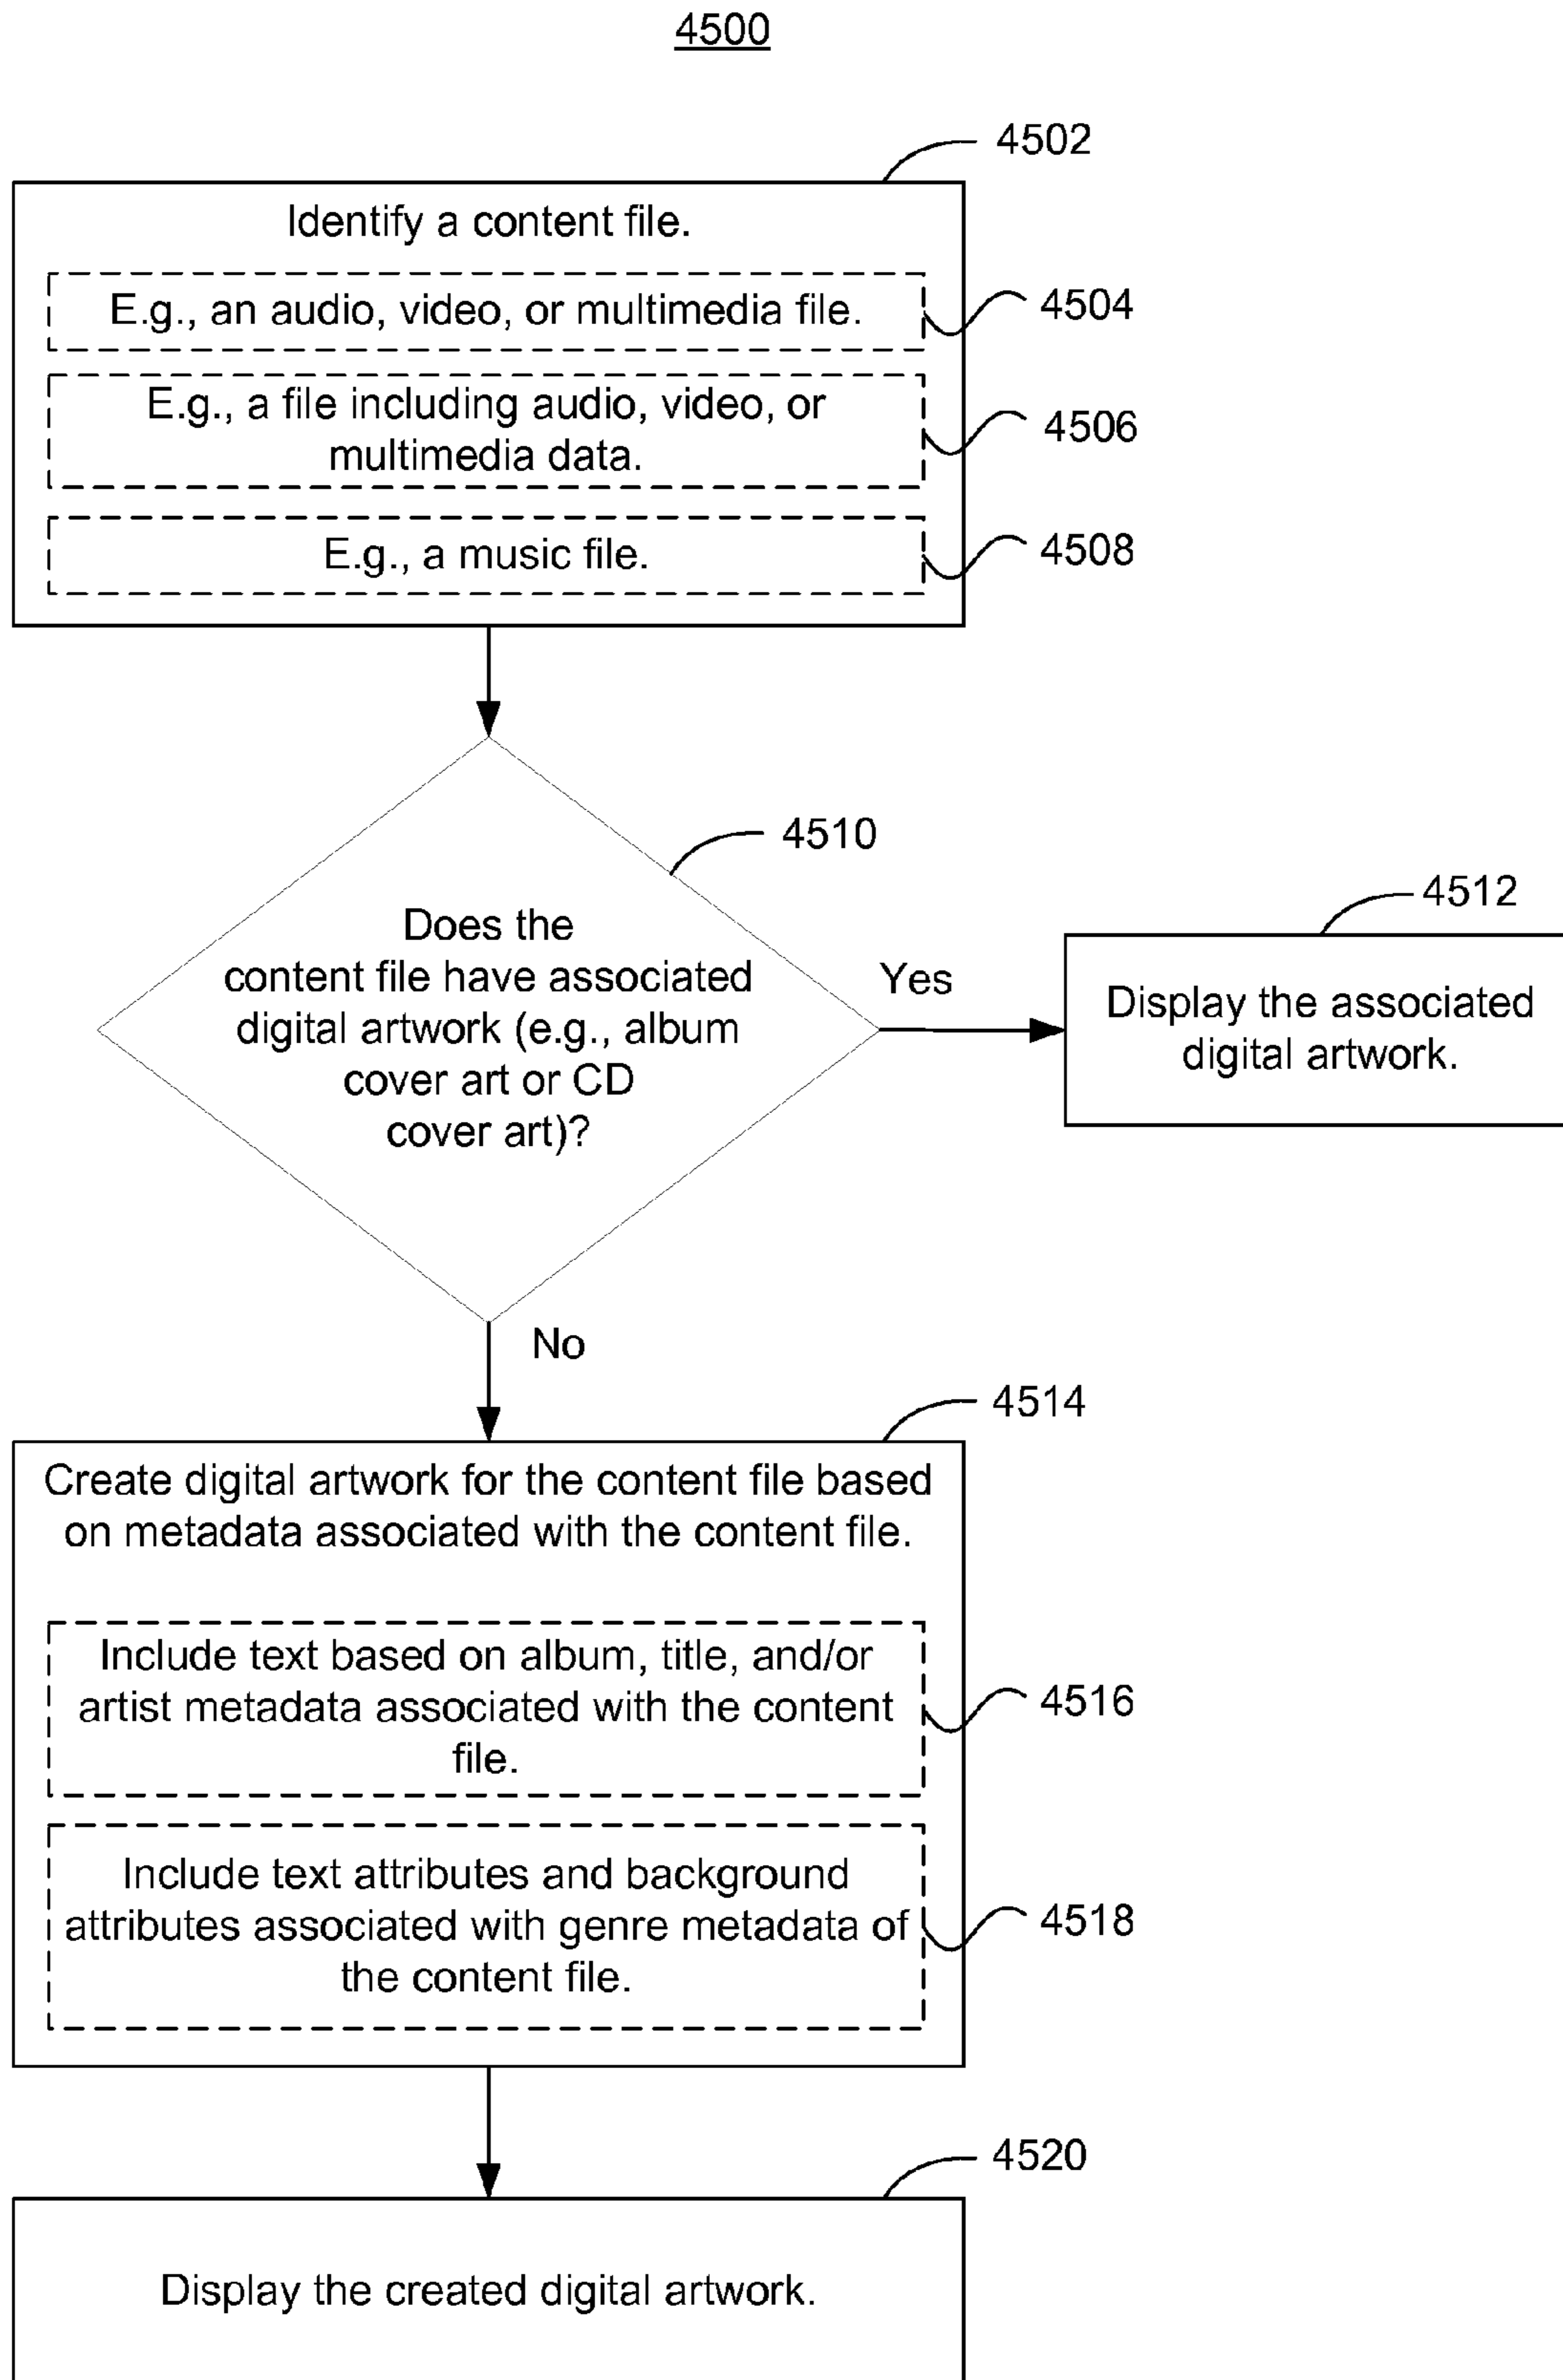 4500
4502
Identify a content file.
E.g., an audio, video, or multimedia file.
4504
E.g., a file including audio, video, or
multimedia data.
4506
E.g., a music file.
4508
4510
Does the
content file have associated
digital artwork (e.g., album
cover art or CD
cover art)?
Yes
4512
Display the associated
digital artwork.
No
4514
Create digital artwork for the content file based
on metadata associated with the content file.
Include text based on album, title, and/or
artist metadata associated with the content
file.
4516
Include text attributes and background
attributes associated with genre metadata of
the content file.
4518
4520
Display the created digital artwork.